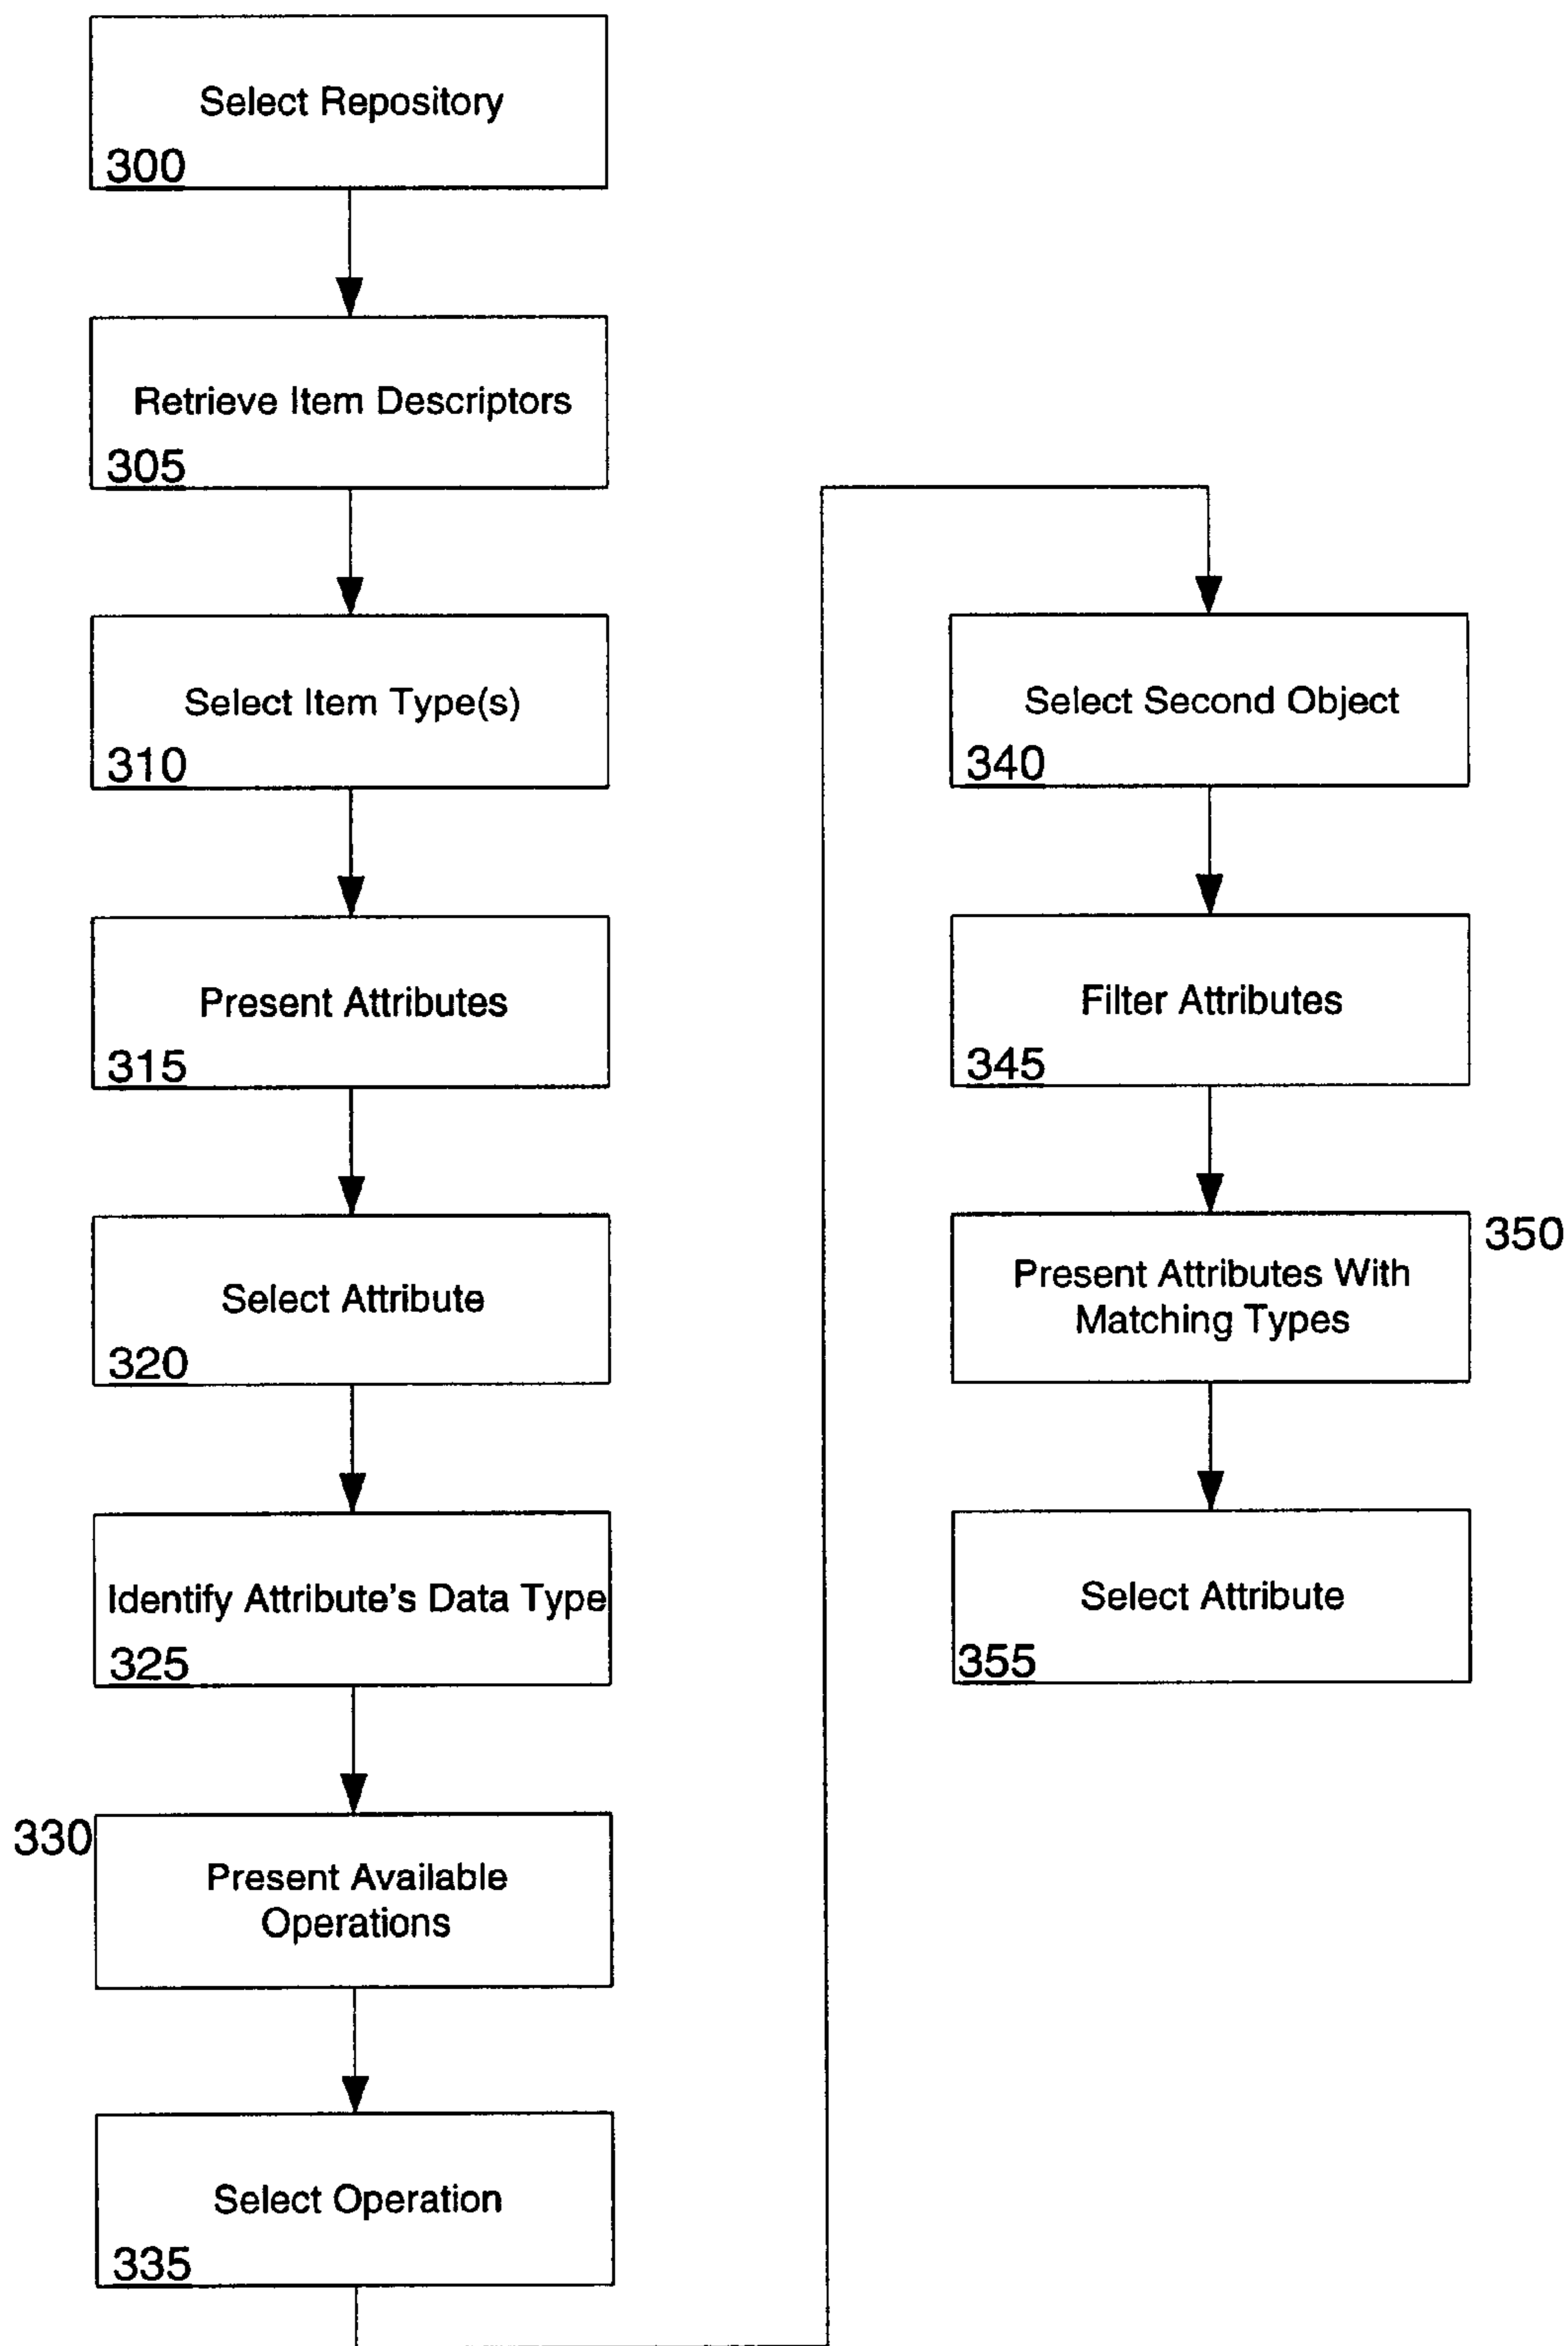 Select Repository
300
Retrieve Item Descriptors
305
Select Item Type(s)
310
Present Attributes
315
Select Attribute
320
Identify Attribute's Data Type
325
330
Present Available
Operations
Select Operation
335
Select Second Object
340
Filter Attributes
345
350
Present Attributes With
Matching Types
Select Attribute
355